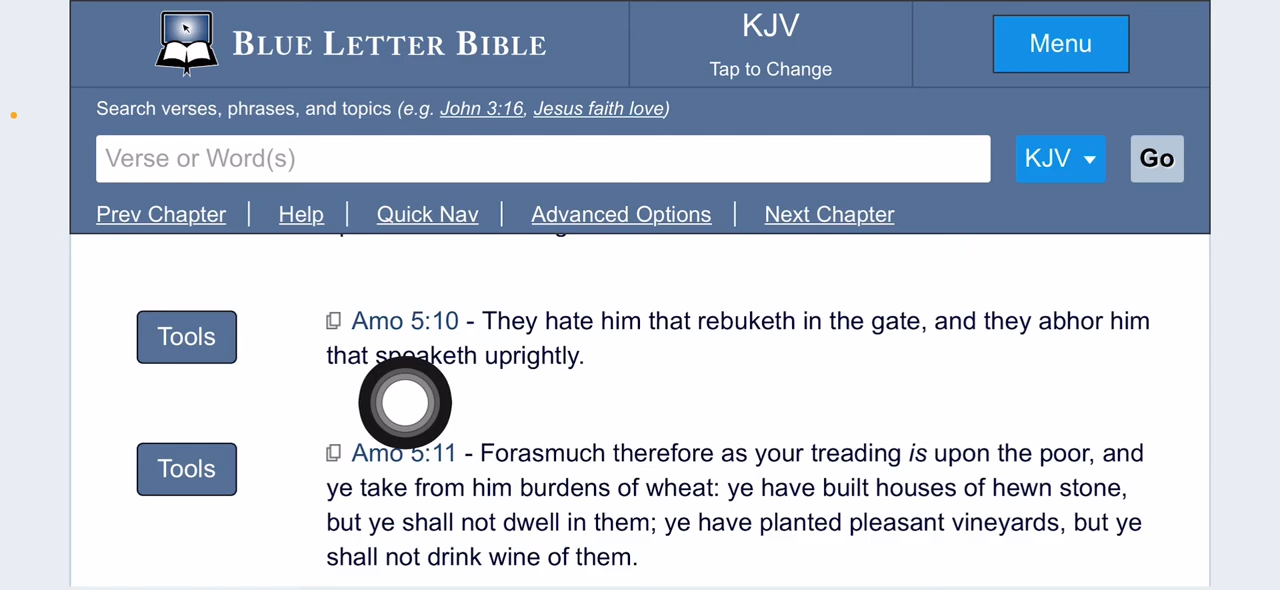 BLUE LETTER BIBLE
KJV
Tap to Change
Menu
Search verses, phrases, and topics (e.g. John 3:16, Jesus faith love)
Verse or Word(s)
KJV
Go
Prev Chapter | Help | Quick Nav | Advanced Options | Next Chapter
Tools
Amo 5:10 - They hate him that rebuketh in the gate, and they abhor him
that speaketh uprightly.
Tools
Amo 5:11 - Forasmuch therefore as your treading is upon the poor, and
ye take from him burdens of wheat: ye have built houses of hewn stone,
but ye shall not dwell in them; ye have planted pleasant vineyards, but ye
shall not drink wine of them.